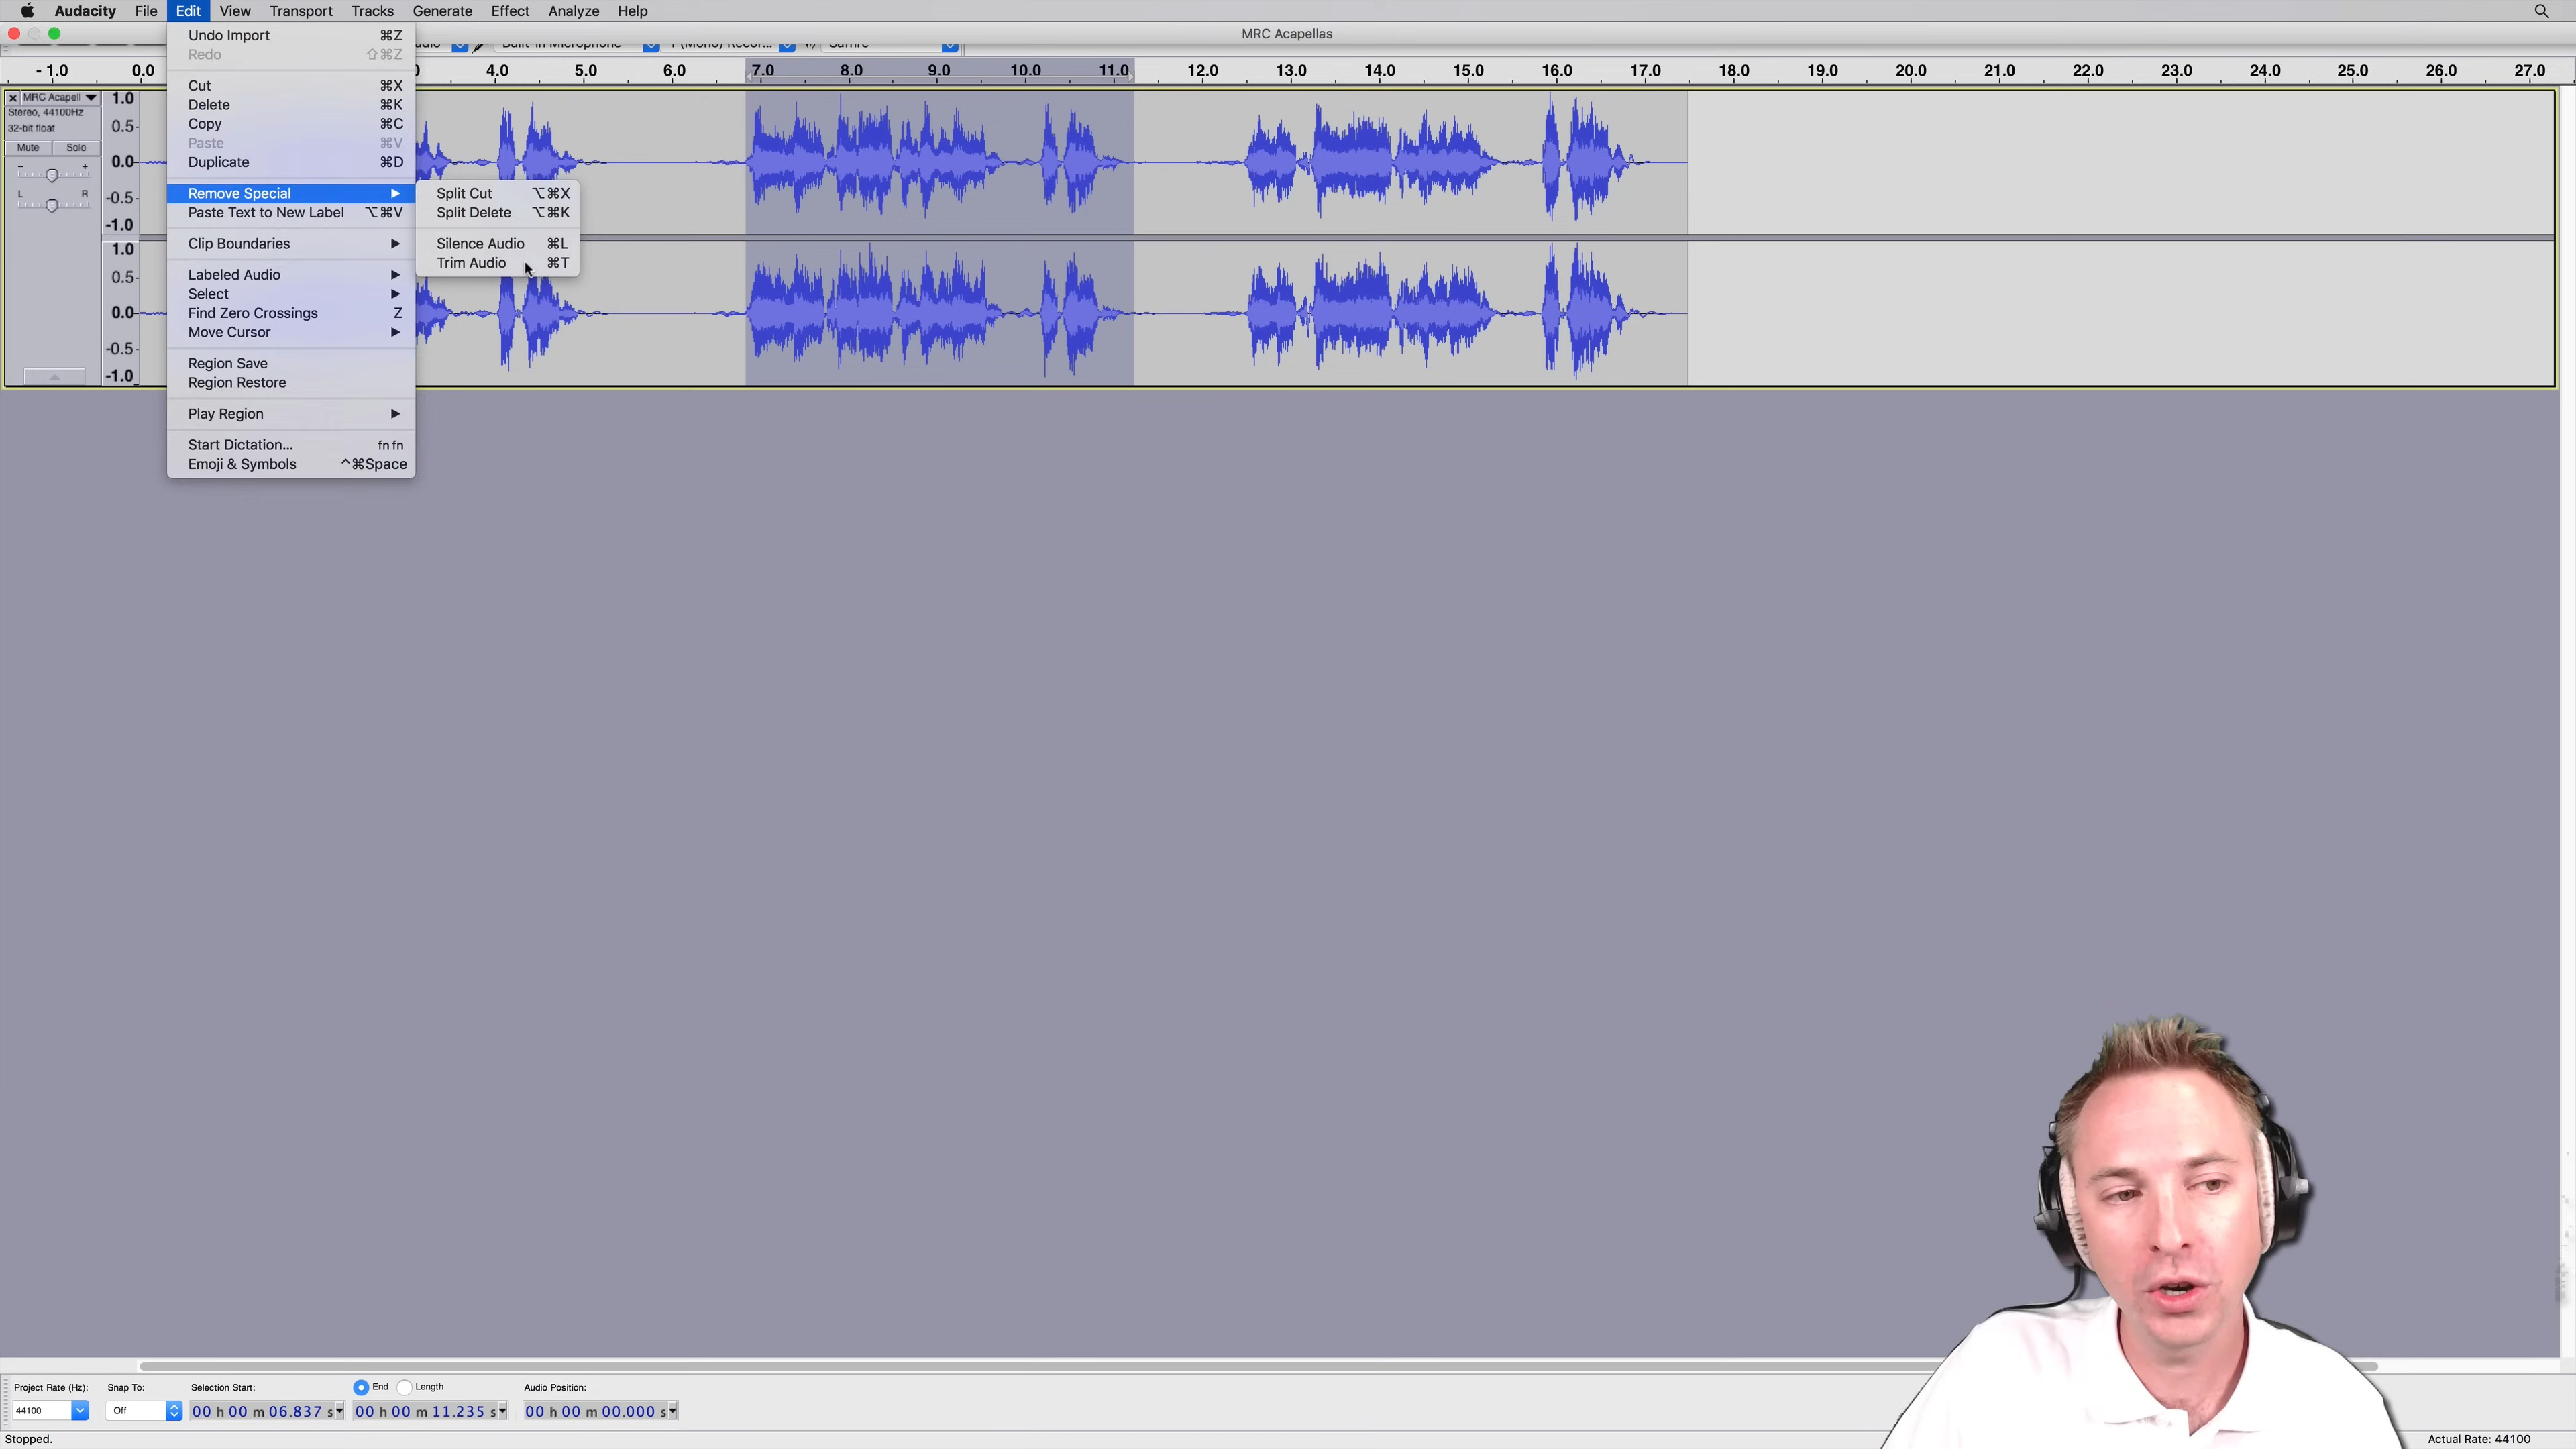 Audacity File Edit View Transport Tracks Generate Effect Analyze Help
MRC Acapellas
Undo Import ⌘Z
Redo ⇧⌘Z
Cut ⌘X
Delete ⌘K
Copy ⌘C
Paste ⌘V
Duplicate ⌘D
Remove Special ▶
Paste Text to New Label ⌥⌘V
Clip Boundaries ▶
Labeled Audio ▶
Select ▶
Find Zero Crossings Z
Move Cursor ▶
Region Save
Region Restore
Play Region ▶
Start Dictation... fn fn
Emoji & Symbols ^⌘Space
Split Cut ⌥⌘X
Split Delete ⌥⌘K
Silence Audio ⌘L
Trim Audio ⌘T
- 1.0 0.0 4.0 5.0 6.0 7.0 8.0 9.0 10.0 11.0 12.0 13.0 14.0 15.0 16.0 17.0 18.0 19.0 20.0 21.0 22.0 23.0 24.0 25.0 26.0 27.0
MRC Acapell
Stereo, 44100Hz
32-bit float
Mute Solo
- +
L R
1.0
0.5-
0.0-
-0.5-
-1.0
1.0
0.5-
0.0-
-0.5-
-1.0
Project Rate (Hz): Snap To: Selection Start: End Length Audio Position:
44100 Off 00 h 00 m 06.837 s 00 h 00 m 11.235 s 00 h 00 m 00.000 s
Stopped. Actual Rate: 44100